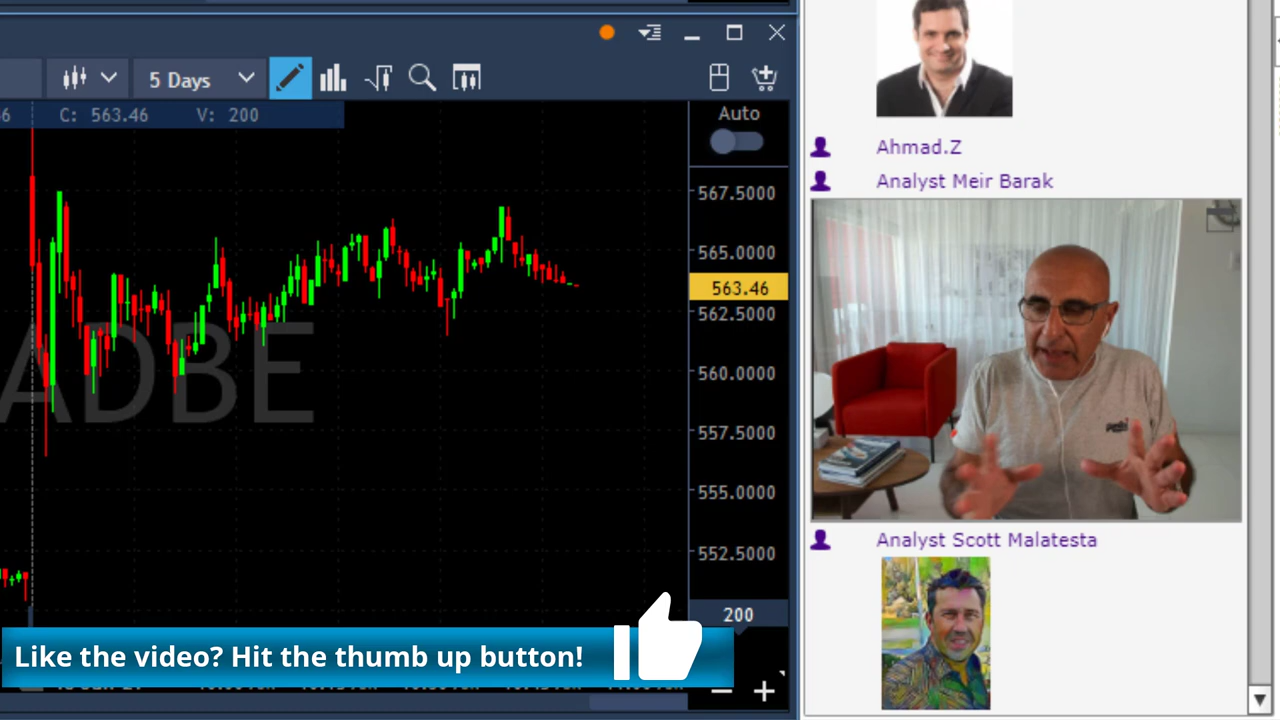 5 Days
C: 563.46 V: 200
Auto
567.5000
565.0000
563.46
562.5000
560.0000
557.5000
555.0000
552.5000
200
ADBE
Like the video? Hit the thumb up button!
Ahmad.Z
Analyst Meir Barak
Analyst Scott Malatesta